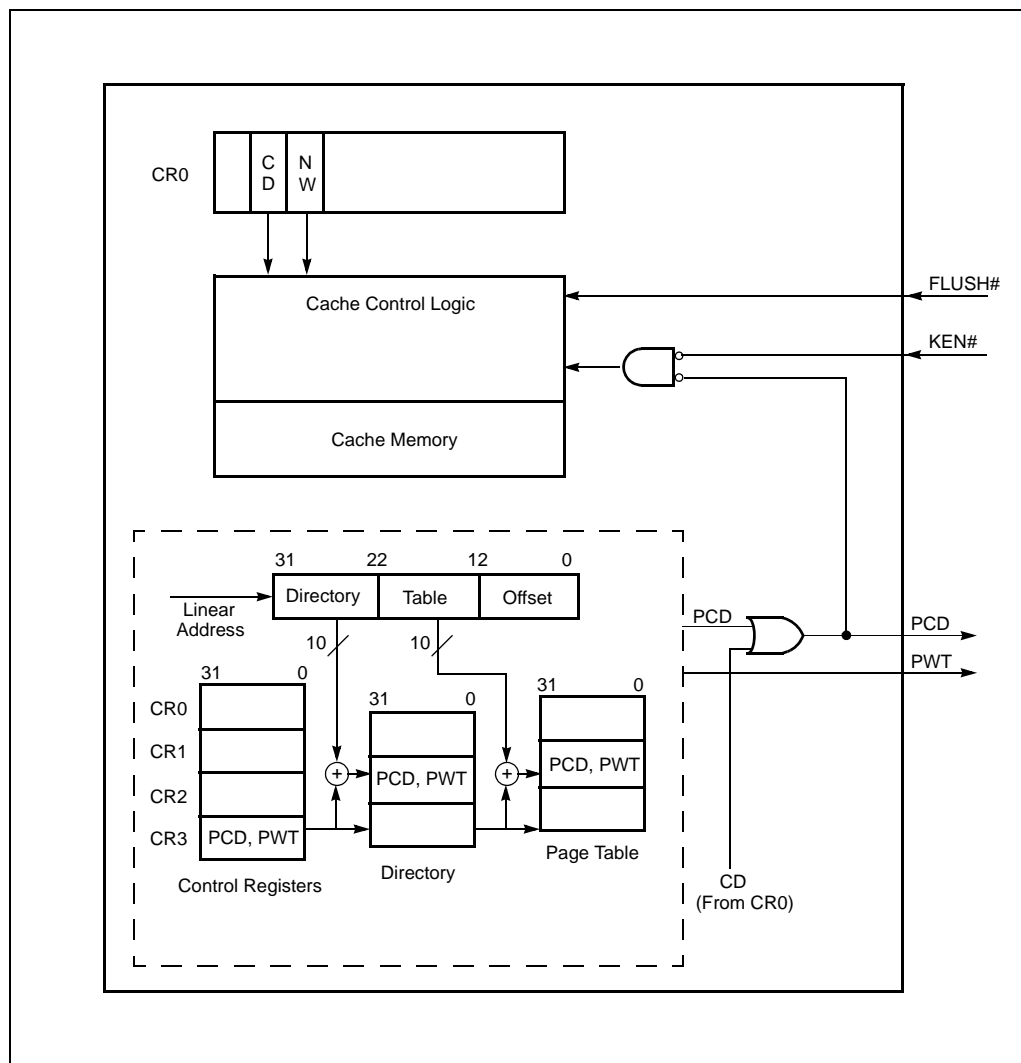 CR0
C D
N W
Cache Control Logic
FLUSH#
KEN#
Cache Memory
31 22 12 0
Directory Table Offset
Linear Address
10 10
PCD
PCD
PWT
31 0
31 0
31 0
CR0
CR1
CR2
CR3
PCD, PWT
PCD, PWT
PCD, PWT
Control Registers
Directory
Page Table
CD
(From CR0)